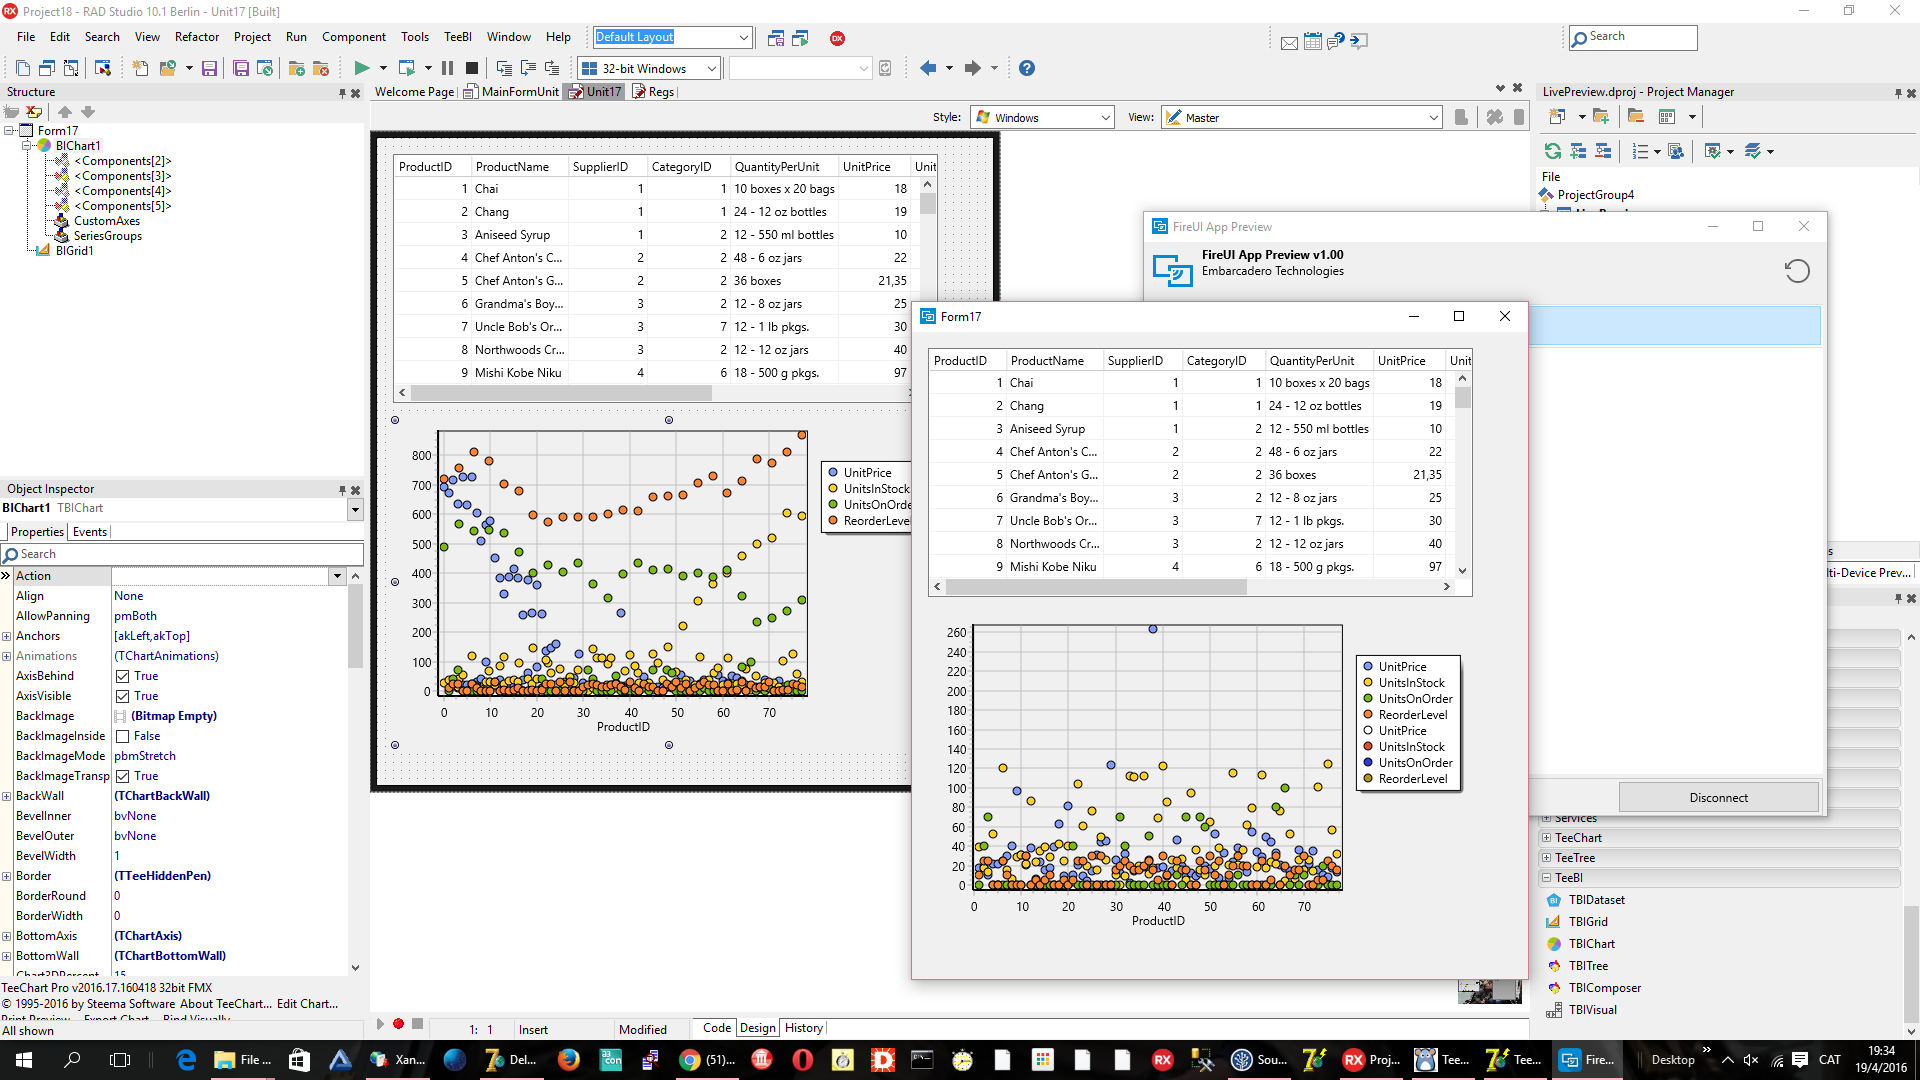 Project18 - RAD Studio 10.1 Berlin - Unit17 [Built]
File Edit Search View Refactor Project Run Component Tools TeeBI Window Help Default Layout Search
32-bit Windows
Structure
Welcome Page MainFormUnit Unit17 Regs
LivePreview.dproj - Project Manager
Style: Windows View: Master
Form17
BIChart1
<Components[2]>
<Components[3]>
<Components[4]>
<Components[5]>
CustomAxes
SeriesGroups
BIGrid1
ProductID ProductName SupplierID CategoryID QuantityPerUnit UnitPrice Unit
1 Chai 1 1 10 boxes x 20 bags 18
2 Chang 1 1 24 - 12 oz bottles 19
3 Aniseed Syrup 1 2 12 - 550 ml bottles 10
4 Chef Anton's C... 2 2 48 - 6 oz jars 22
5 Chef Anton's G... 2 2 36 boxes 21,35
6 Grandma's Boy... 3 2 12 - 8 oz jars 25
7 Uncle Bob's Or... 3 7 12 - 1 lb pkgs. 30
8 Northwoods Cr... 3 2 12 - 12 oz jars 40
9 Mishi Kobe Niku 4 6 18 - 500 g pkgs. 97
800
700
600
500
400
300
200
100
0
0 10 20 30 40 50 60 70
ProductID
UnitPrice
UnitsInStock
UnitsOnOrde
ReorderLevel
File
ProjectGroup4
FireUI App Preview
FireUI App Preview v1.00
Embarcadero Technologies
Disconnect
Form17
ProductID ProductName SupplierID CategoryID QuantityPerUnit UnitPrice Unit
1 Chai 1 1 10 boxes x 20 bags 18
2 Chang 1 1 24 - 12 oz bottles 19
3 Aniseed Syrup 1 2 12 - 550 ml bottles 10
4 Chef Anton's C... 2 2 48 - 6 oz jars 22
5 Chef Anton's G... 2 2 36 boxes 21,35
6 Grandma's Boy... 3 2 12 - 8 oz jars 25
7 Uncle Bob's Or... 3 7 12 - 1 lb pkgs. 30
8 Northwoods Cr... 3 2 12 - 12 oz jars 40
9 Mishi Kobe Niku 4 6 18 - 500 g pkgs. 97
260
240
220
200
180
160
140
120
100
80
60
40
20
0
0 10 20 30 40 50 60 70
ProductID
UnitPrice
UnitsInStock
UnitsOnOrder
ReorderLevel
UnitPrice
UnitsInStock
UnitsOnOrder
ReorderLevel
Object Inspector
BIChart1 TBIChart
Properties Events
Search
Action
Align None
AllowPanning pmBoth
Anchors [akLeft,akTop]
Animations (TChartAnimations)
AxisBehind True
AxisVisible True
BackImage (Bitmap Empty)
BackImageInside False
BackImageMode pbmStretch
BackImageTransp True
BackWall (TChartBackWall)
BevelInner bvNone
BevelOuter bvNone
BevelWidth 1
Border (TTeeHiddenPen)
BorderRound 0
BorderWidth 0
BottomAxis (TChartAxis)
BottomWall (TChartBottomWall)
Chart3DPercent 15
TeeChart Pro v2016.17.160418 32bit FMX
© 1995-2016 by Steema Software About TeeChart... Edit Chart...
Print Preview... Export Chart... Bind Visually...
All shown
1: 1 Insert Modified Code Design History
s
lti-Device Prev...
Services
TeeChart
TeeTree
TeeBI
TBIDataset
TBIGrid
TBIChart
TBITree
TBIComposer
TBIVisual
File ... Xan... Del... (51)... Sou... Proj... Tee... Tee... Fire... Desktop CAT 19:34
19/4/2016